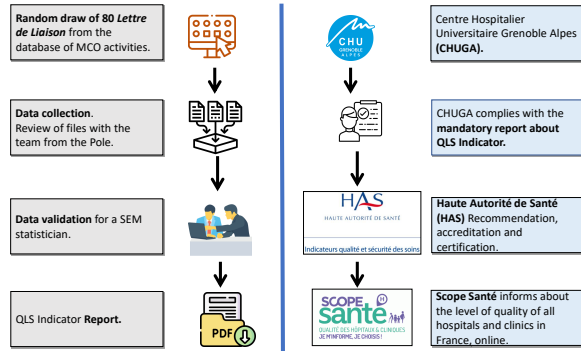 Random draw of 80 Lettre
de Liaison from the
database of MCO activities.
Data collection.
Review of files with the
team from the Pole.
Data validation for a SEM
statistician.
QLS Indicator Report.
PDF
CHU
GRENOBLE
ALPES
Centre Hospitalier
Universitaire Grenoble Alpes
(CHUGA).
CHUGA complies with the
mandatory report about
QLS Indicator.
HAS
HAUTE AUTORITÉ DE SANTÉ
Indicateurs qualité et sécurité des soins
Haute Autorité de Santé
(HAS) Recommendation,
accreditation and
certification.
SCOPE
santé
H
QUALITÉ DES HÔPITAUX & CLINIQUES
JE M'INFORME, JE CHOISIS !
Scope Santé informs about
the level of quality of all
hospitals and clinics in
France, online.